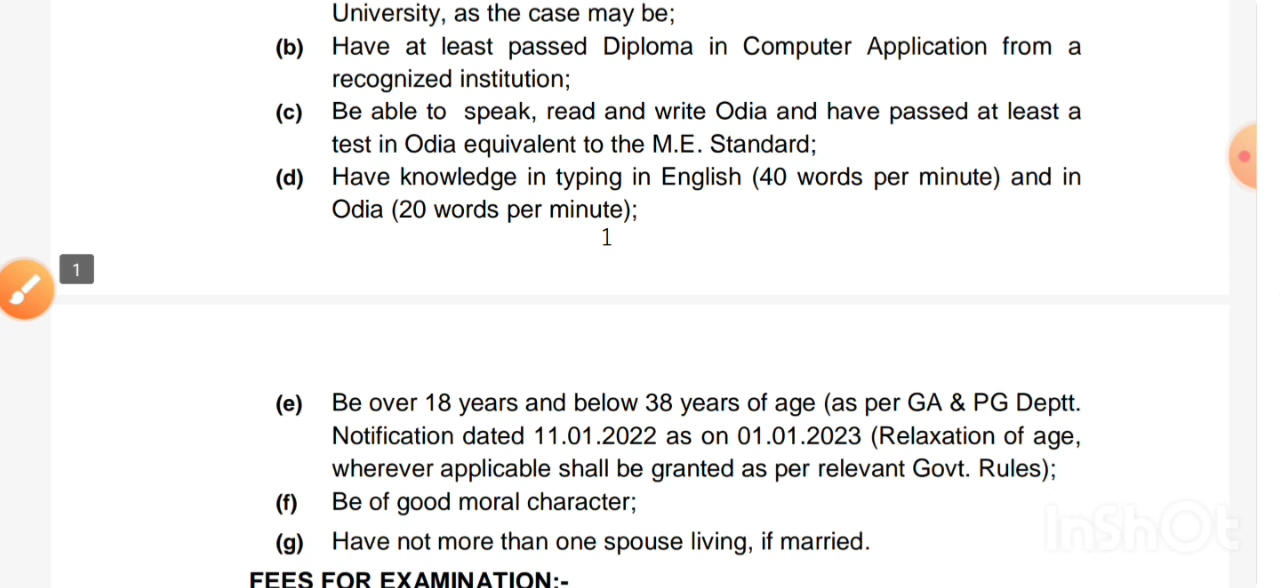 University, as the case may be;
(b) Have at least passed Diploma in Computer Application from a
recognized institution;
(c) Be able to speak, read and write Odia and have passed at least a
test in Odia equivalent to the M.E. Standard;
(d) Have knowledge in typing in English (40 words per minute) and in
Odia (20 words per minute);
1
1
(e) Be over 18 years and below 38 years of age (as per GA & PG Deptt.
Notification dated 11.01.2022 as on 01.01.2023 (Relaxation of age,
wherever applicable shall be granted as per relevant Govt. Rules);
(f) Be of good moral character;
(g) Have not more than one spouse living, if married.
InShOt
FEES FOR EXAMINATION:-